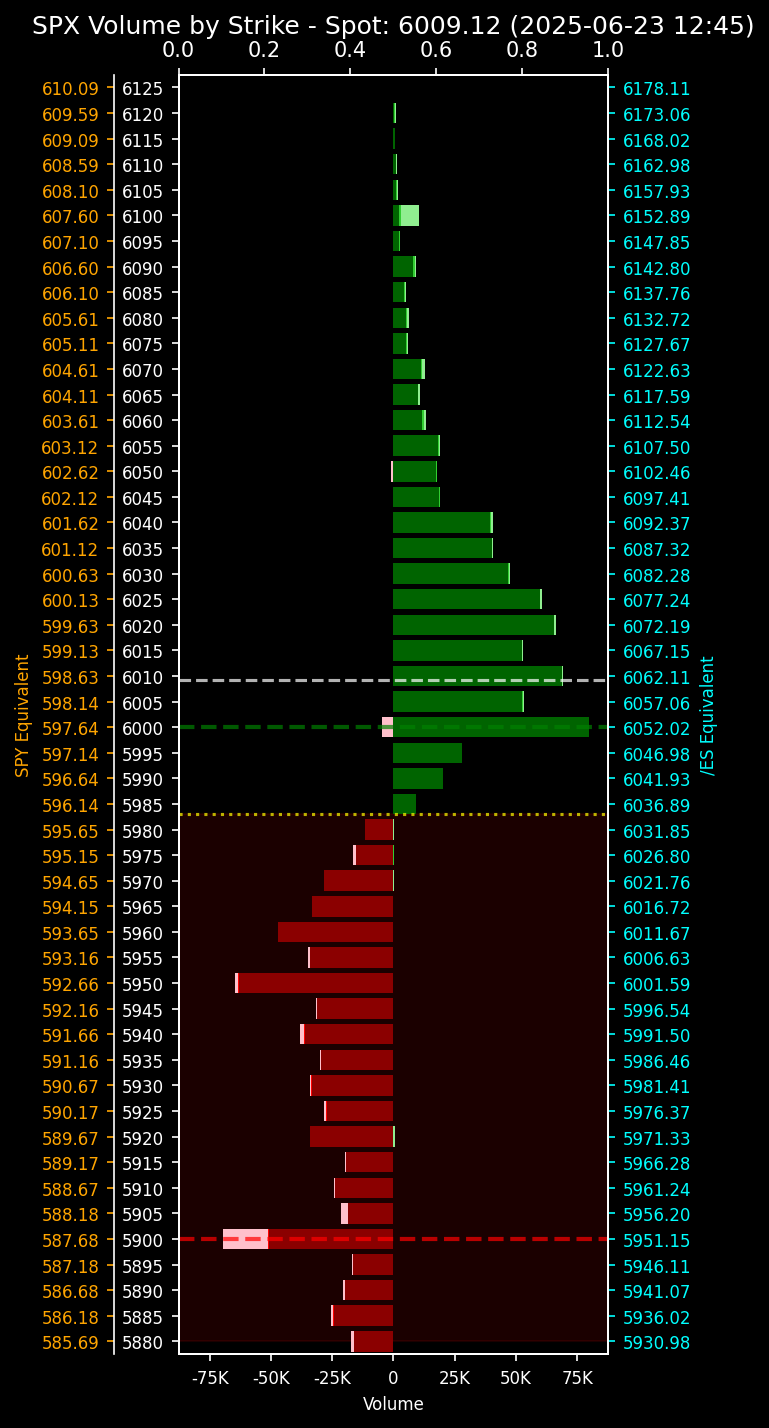 SPX Volume by Strike - Spot: 6009.12 (2025-06-23 12:45)
0.0 0.2 0.4 0.6 0.8 1.0
610.09 6125 6178.11
609.59 6120 6173.06
609.09 6115 6168.02
608.59 6110 6162.98
608.10 6105 6157.93
607.60 6100 6152.89
607.10 6095 6147.85
606.60 6090 6142.80
606.10 6085 6137.76
605.61 6080 6132.72
605.11 6075 6127.67
604.61 6070 6122.63
604.11 6065 6117.59
603.61 6060 6112.54
603.12 6055 6107.50
602.62 6050 6102.46
602.12 6045 6097.41
601.62 6040 6092.37
601.12 6035 6087.32
600.63 6030 6082.28
600.13 6025 6077.24
599.63 6020 6072.19
599.13 6015 6067.15
598.63 6010 6062.11
598.14 6005 6057.06
597.64 6000 6052.02
597.14 5995 6046.98
596.64 5990 6041.93
596.14 5985 6036.89
595.65 5980 6031.85
595.15 5975 6026.80
594.65 5970 6021.76
594.15 5965 6016.72
593.65 5960 6011.67
593.16 5955 6006.63
592.66 5950 6001.59
592.16 5945 5996.54
591.66 5940 5991.50
591.16 5935 5986.46
590.67 5930 5981.41
590.17 5925 5976.37
589.67 5920 5971.33
589.17 5915 5966.28
588.67 5910 5961.24
588.18 5905 5956.20
587.68 5900 5951.15
587.18 5895 5946.11
586.68 5890 5941.07
586.18 5885 5936.02
585.69 5880 5930.98
SPY Equivalent
/ES Equivalent
-75K -50K -25K 0 25K 50K 75K
Volume